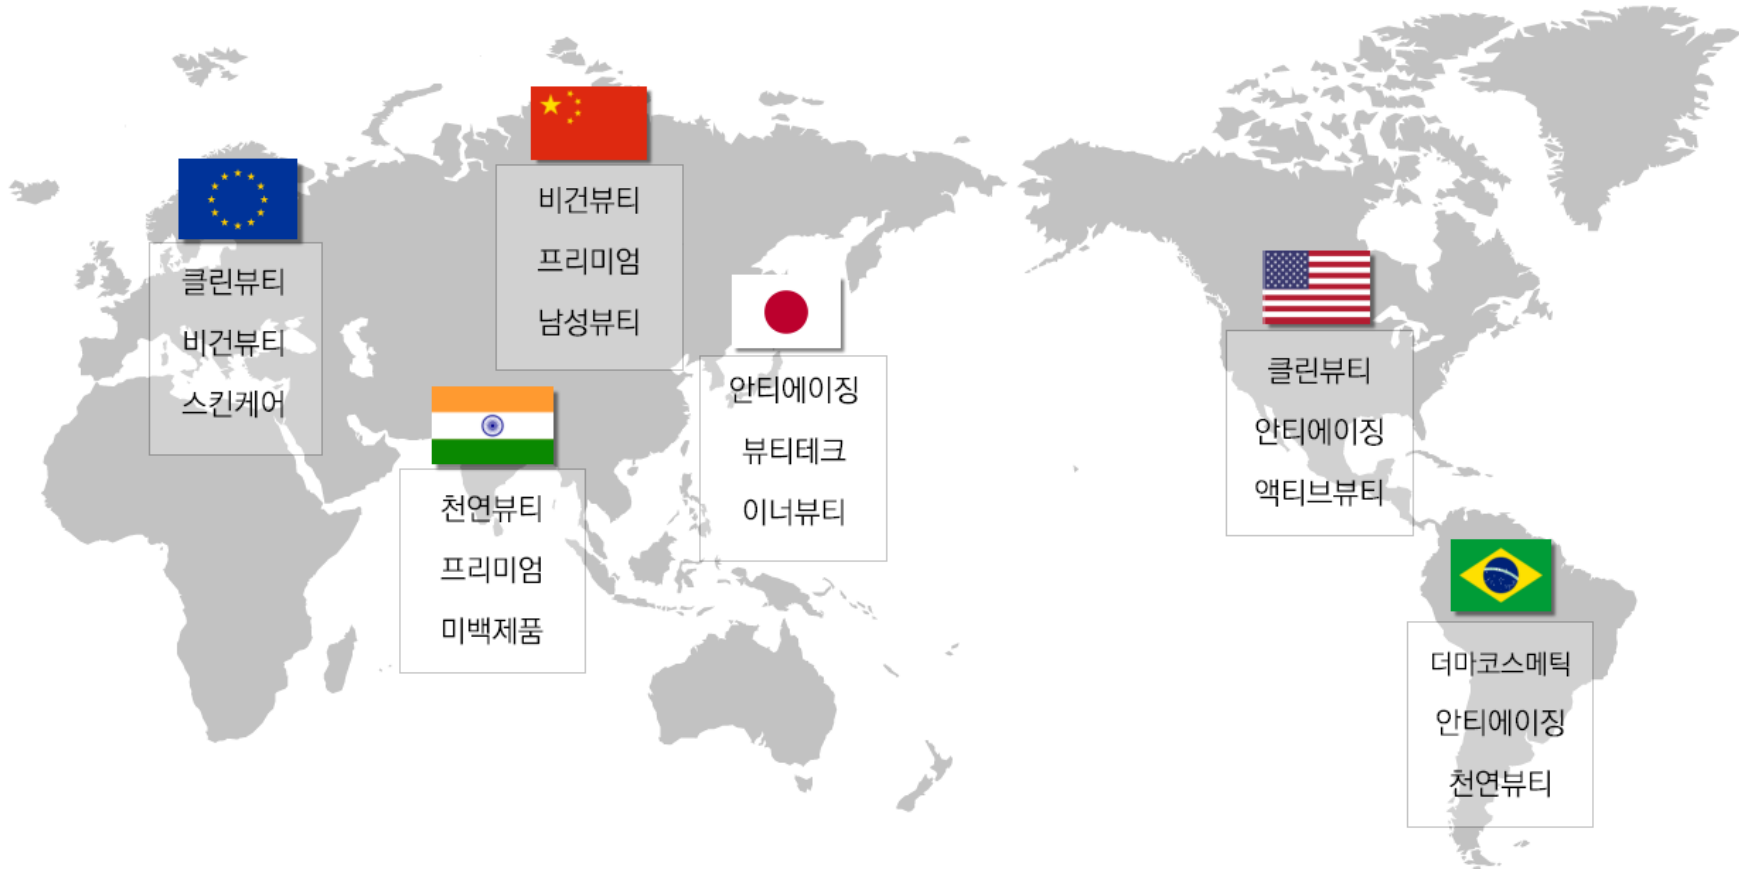 클린뷰티
비건뷰티
스킨케어
비건뷰티
프리미엄
남성뷰티
천연뷰티
프리미엄
미백제품
안티에이징
뷰티테크
이너뷰티
클린뷰티
안티에이징
액티브뷰티
더마코스메틱
안티에이징
천연뷰티